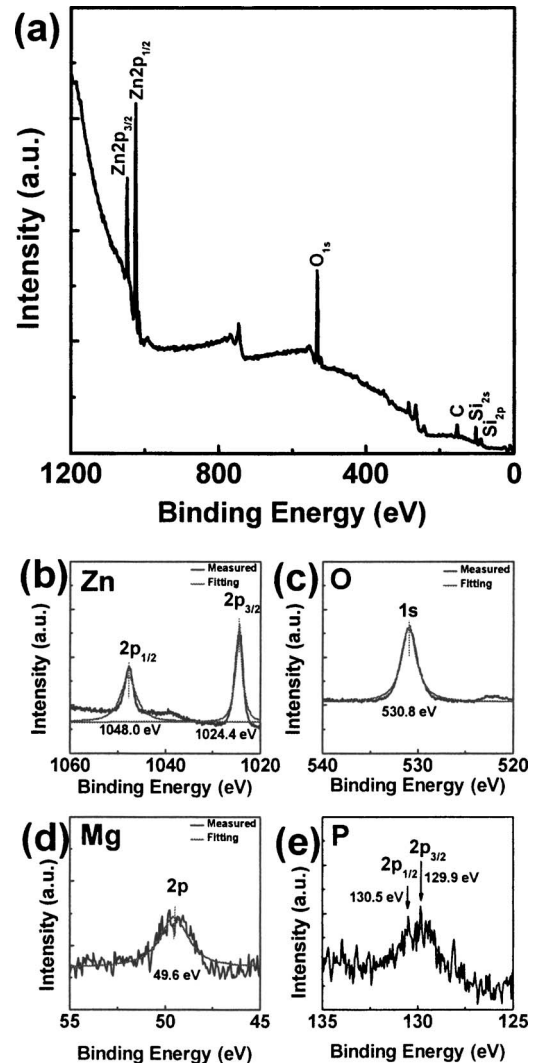 (a)
Zn2p3/2
Zn2p1/2
O1s
C
Si2s
Si2p
Intensity (a.u.)
1200 800 400 0
Binding Energy (eV)
(b) Zn
Measured
Fitting
2p3/2
2p1/2
1048.0 eV
1024.4 eV
Intensity (a.u.)
1060 1040 1020
Binding Energy (eV)
(c) O
Measured
Fitting
1s
530.8 eV
Intensity (a.u.)
540 530 520
Binding Energy (eV)
(d) Mg
Measured
Fitting
2p
49.6 eV
Intensity (a.u.)
55 50 45
Binding Energy (eV)
(e) P
2p3/2
2p1/2
129.9 eV
130.5 eV
Intensity (a.u.)
135 130 125
Binding Energy (eV)